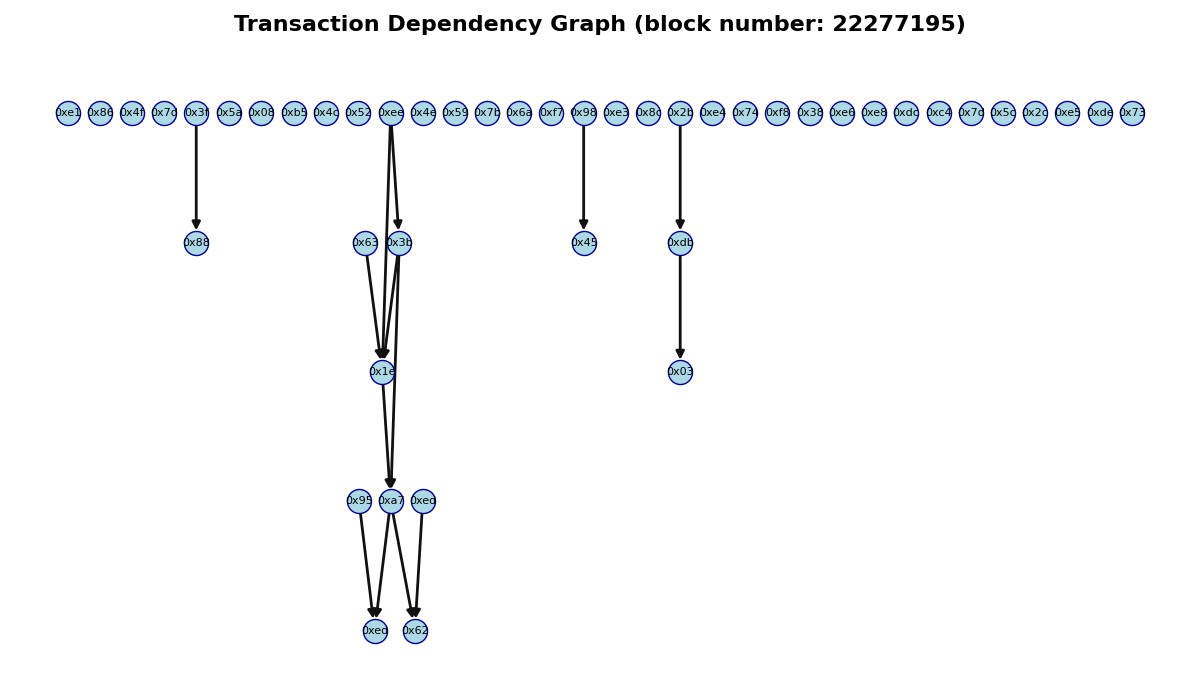 Transaction Dependency Graph (block number: 22277195)
0xe1 0x86 0x4f 0x7d 0x3f 0x5a 0x08 0xb5 0x4c 0x52 0xee 0x4e 0x59 0x7b 0x6a 0xf7 0x98 0xe3 0x8c 0x2b 0xe4 0x74 0xf8 0x38 0xe6 0xe8 0xdc 0xc4 0x7c 0x5c 0x2c 0xe5 0xde 0x73
0x88 0x63 0x3b 0x45 0xdb
0x1e 0x03
0x95 0xa7 0xed
0xed 0x62